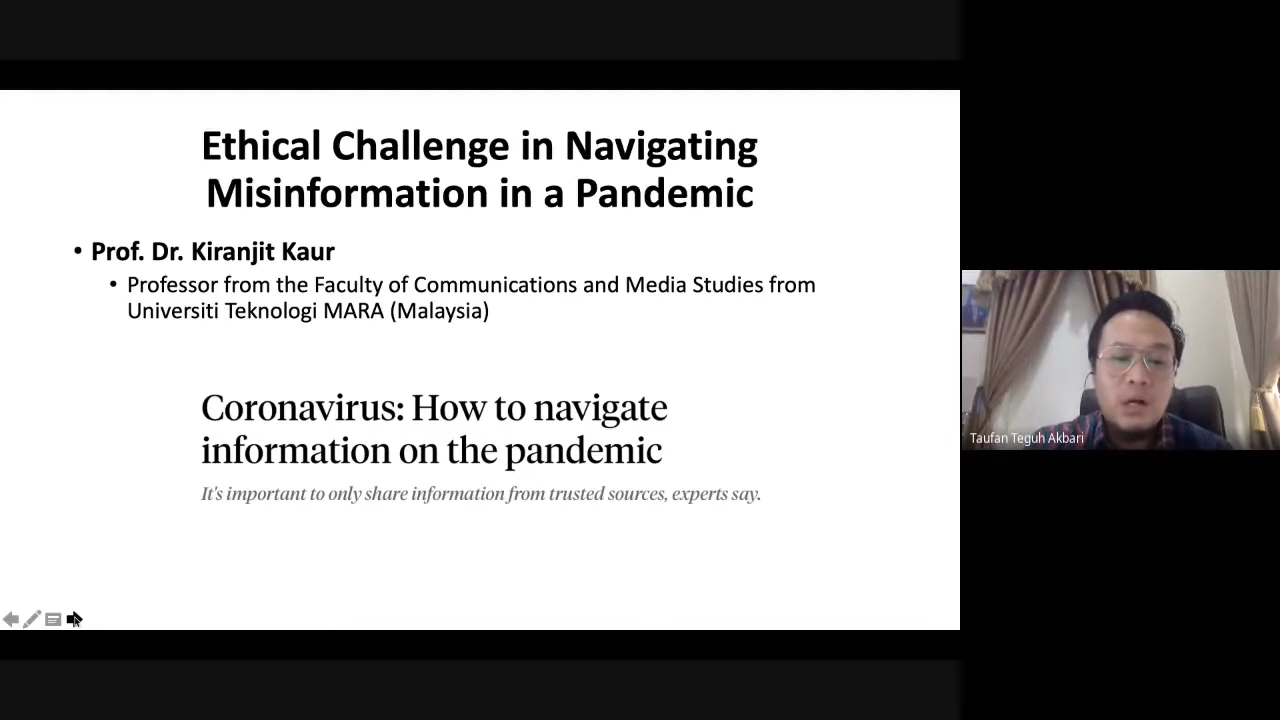 Ethical Challenge in Navigating
Misinformation in a Pandemic
• Prof. Dr. Kiranjit Kaur
• Professor from the Faculty of Communications and Media Studies from
Universiti Teknologi MARA (Malaysia)
Coronavirus: How to navigate
information on the pandemic
It's important to only share information from trusted sources, experts say.
Taufan Teguh Akbari